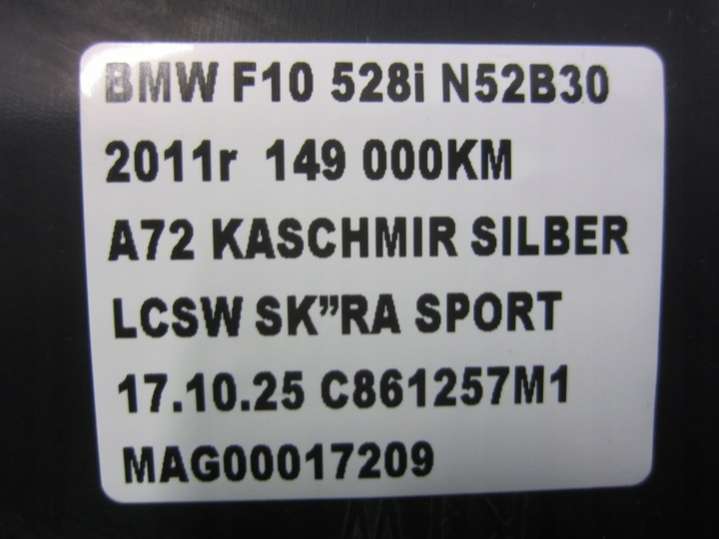 BMW F10 528i N52B30
2011r 149 000KM
A72 KASCHMIR SILBER
LCSW SK”RA SPORT
17.10.25 C861257M1
MAG00017209